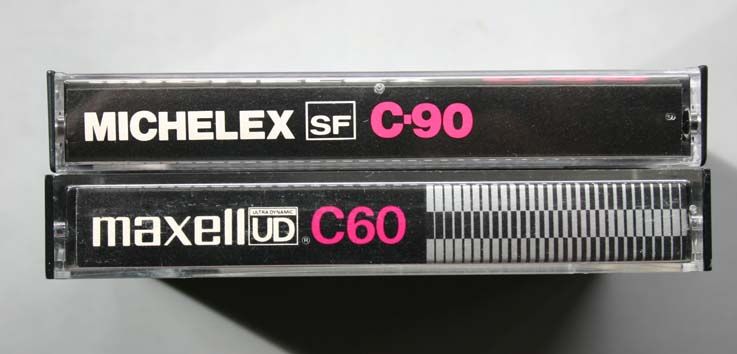 MICHELEX SF C-90
maxell ULTRA DYNAMIC UD ® C60